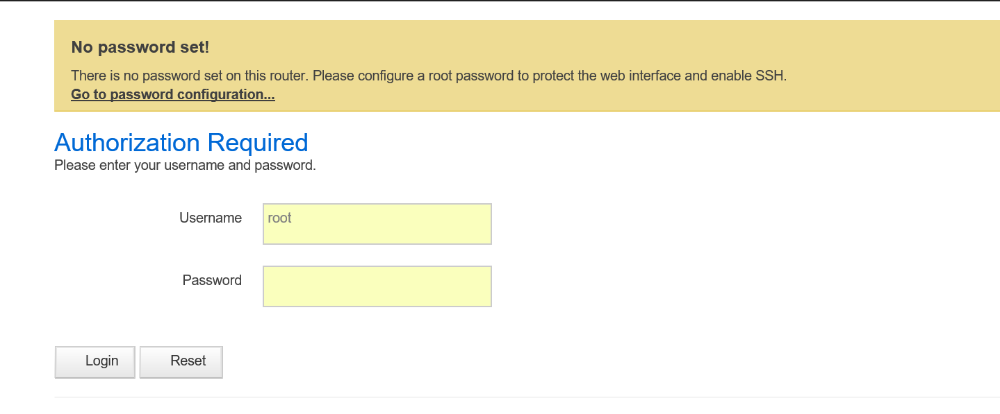 No password set!
There is no password set on this router. Please configure a root password to protect the web interface and enable SSH.
Go to password configuration...
Authorization Required
Please enter your username and password.
Username
root
Password
Login
Reset